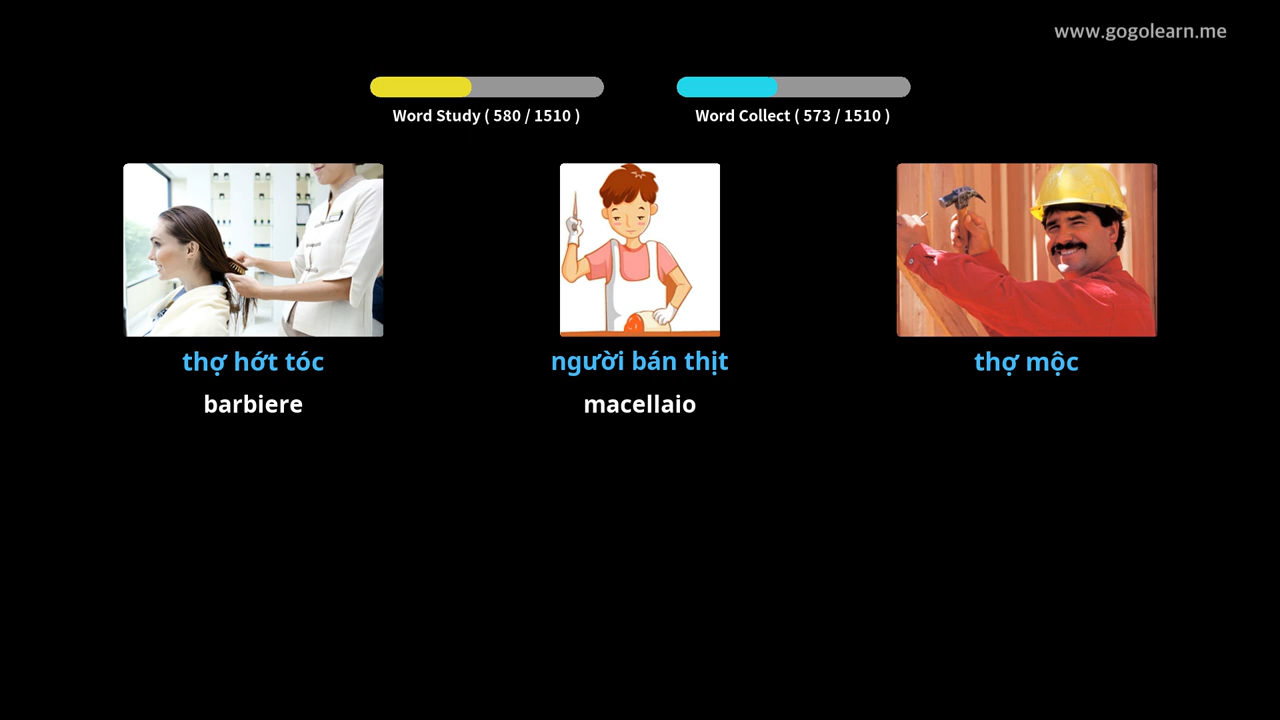 www.gogolearn.me
Word Study ( 580 / 1510 )
Word Collect ( 573 / 1510 )
thợ hớt tóc
người bán thịt
thợ mộc
barbiere
macellaio